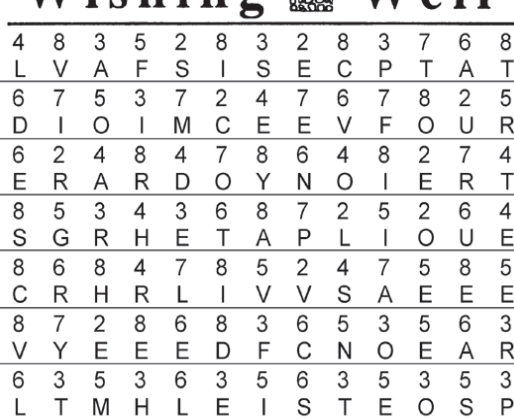 Wishing Well
4 8 3 5 2 8 3 2 8 3 7 6 8
L V A F S I S E C P T A T
6 7 5 3 7 2 4 7 6 7 8 2 5
D I O I M C E E V F O U R
6 2 4 8 4 7 8 6 4 8 2 7 4
E R A R D O Y N O I E R T
8 5 3 4 3 6 8 7 2 5 2 6 4
S G R H E T A P L I O U E
8 6 8 4 7 8 5 2 4 7 5 8 5
C R H R L I V V S A E E E
8 7 2 8 6 8 3 6 5 3 5 6 3
V Y E E E D F C N O E A R
6 3 5 3 6 3 5 6 3 5 3 5 3
L T M H L E I S T E O S P